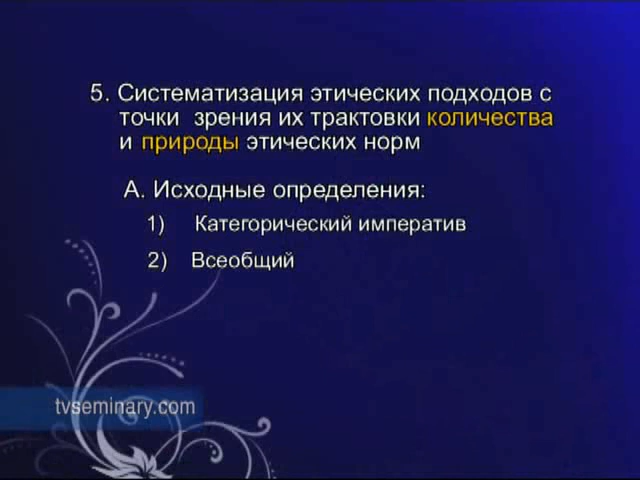 5. Систематизация этических подходов с
точки зрения их трактовки количества
и природы этических норм
А. Исходные определения:
1) Категорический императив
2) Всеобщий
tvseminary.com